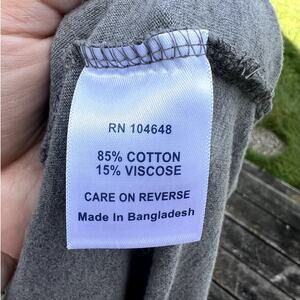 RN 104648
85% COTTON
15% VISCOSE
CARE ON REVERSE
Made In Bangladesh